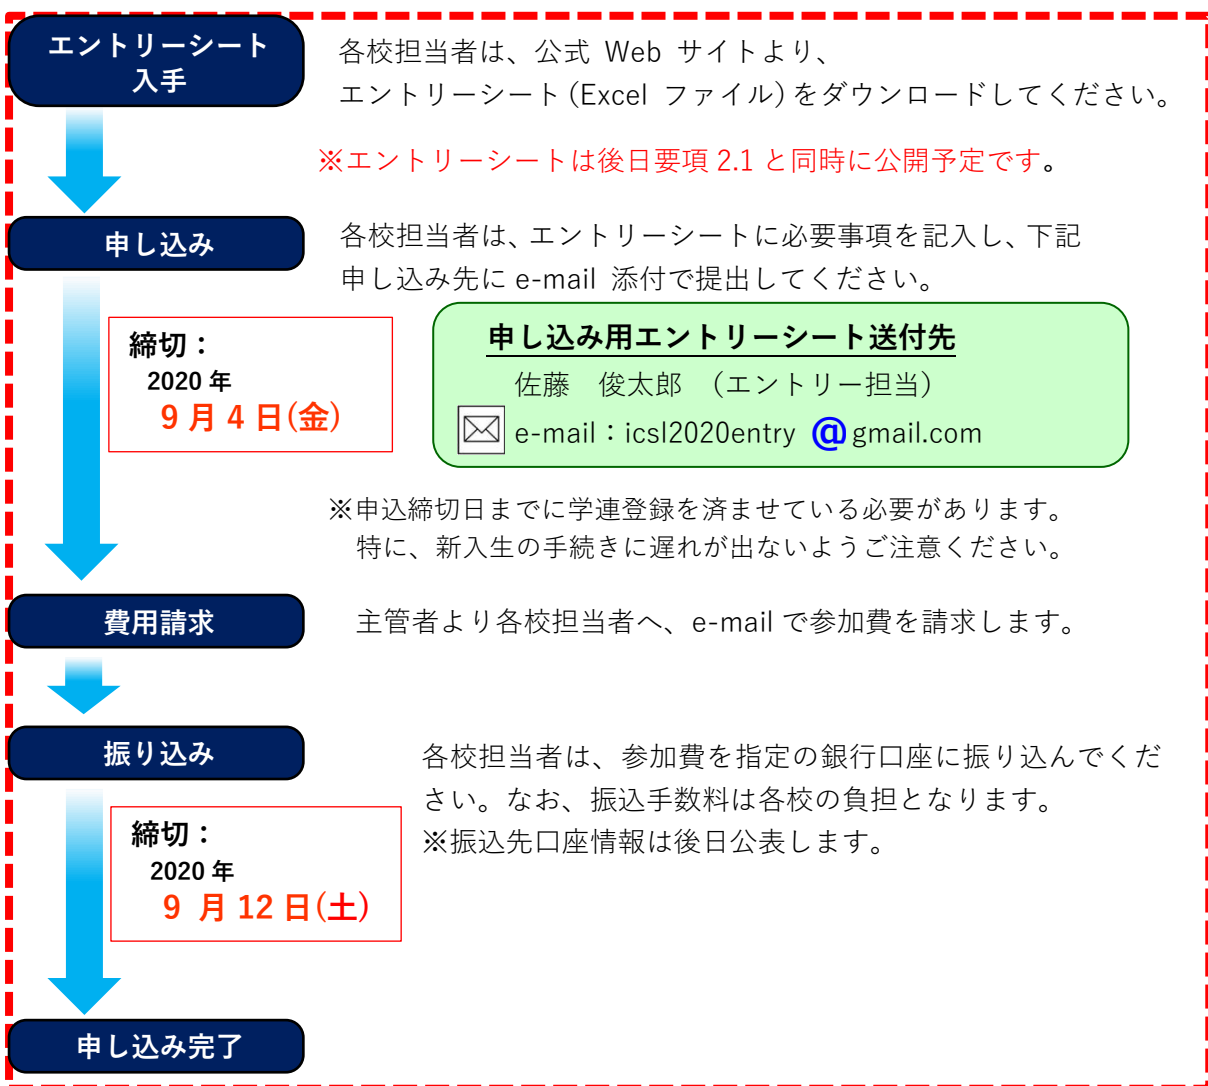 エントリーシート
入手
各校担当者は、公式 Web サイトより、
エントリーシート(Excel ファイル)をダウンロードしてください。
※エントリーシートは後日要項 2.1 と同時に公開予定です。
申し込み
各校担当者は、エントリーシートに必要事項を記入し、下記
申し込み先に e-mail 添付で提出してください。
締切：
2020 年
9 月 4 日(金)
申し込み用エントリーシート送付先
佐藤　俊太郎　（エントリー担当）
e-mail：icsl2020entry @gmail.com
※申込締切日までに学連登録を済ませている必要があります。
特に、新入生の手続きに遅れが出ないようご注意ください。
費用請求
主管者より各校担当者へ、e-mail で参加費を請求します。
振り込み
各校担当者は、参加費を指定の銀行口座に振り込んでくだ
さい。なお、振込手数料は各校の負担となります。
※振込先口座情報は後日公表します。
締切：
2020 年
9 月 12 日(土)
申し込み完了